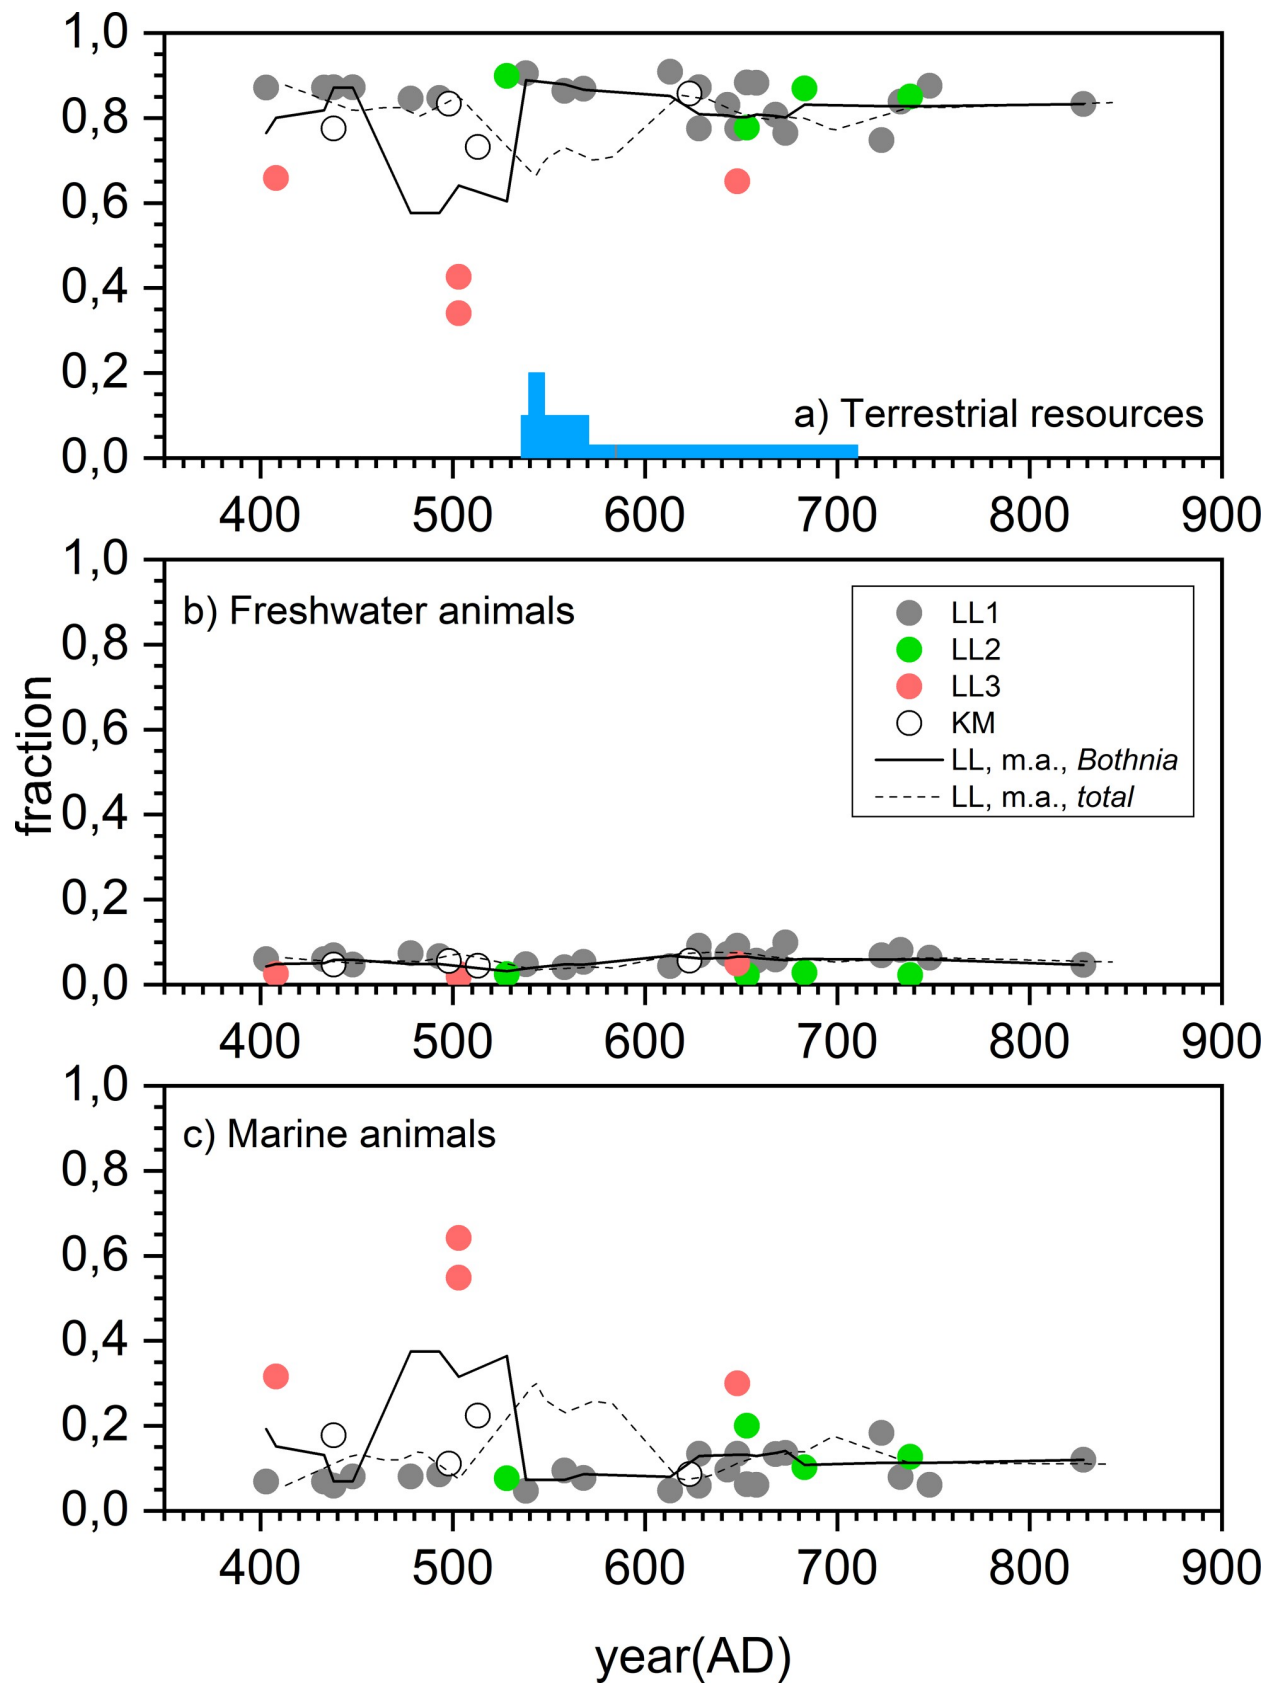 1,0
0,8
0,6
0,4
0,2
0,0
a) Terrestrial resources
400 500 600 700 800 900
1,0
0,8
0,6
0,4
0,2
0,0
b) Freshwater animals
LL1
LL2
LL3
KM
LL, m.a., Bothnia
LL, m.a., total
fraction
400 500 600 700 800 900
1,0
0,8
0,6
0,4
0,2
0,0
c) Marine animals
400 500 600 700 800 900
year(AD)